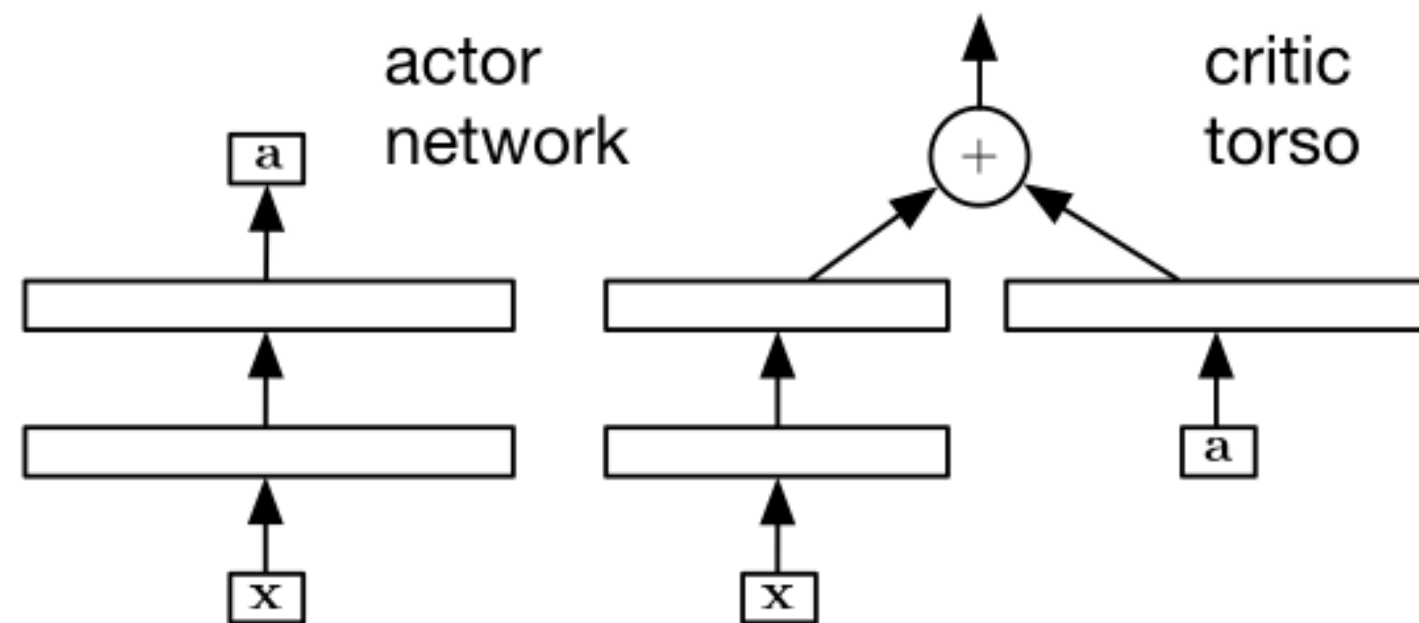 actor
network
critic
torso
a
+
a
x
x